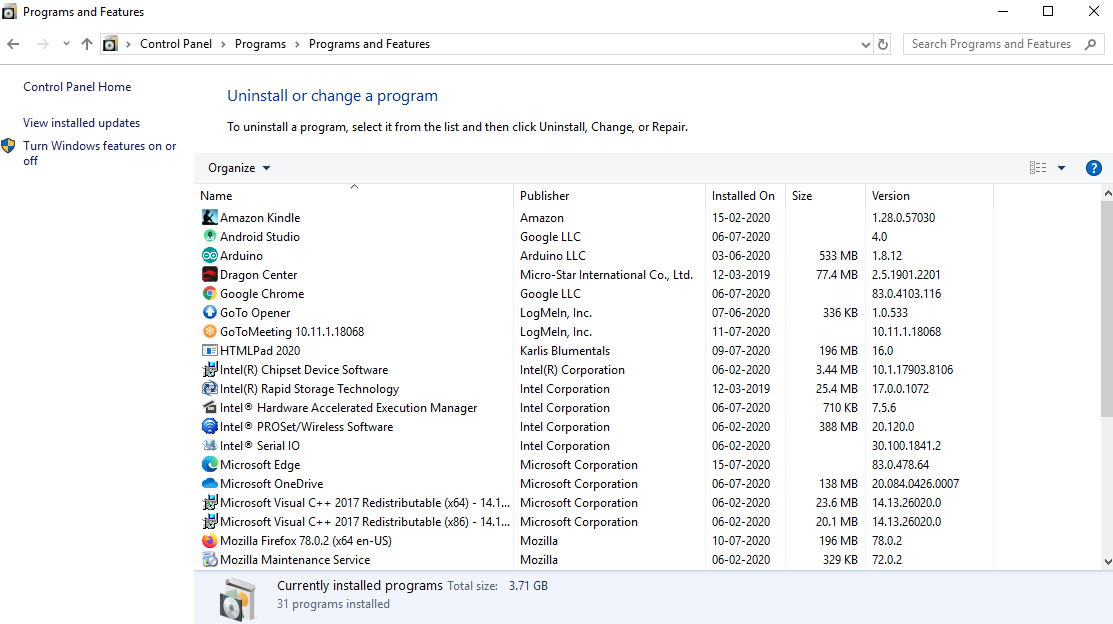 Programs and Features
Control Panel > Programs > Programs and Features
Search Programs and Features
Control Panel Home
View installed updates
Turn Windows features on or
off
Uninstall or change a program
To uninstall a program, select it from the list and then click Uninstall, Change, or Repair.
Organize
?
Name Publisher Installed On Size Version
Amazon Kindle Amazon 15-02-2020 1.28.0.57030
Android Studio Google LLC 06-07-2020 4.0
Arduino Arduino LLC 03-06-2020 533 MB 1.8.12
Dragon Center Micro-Star International Co., Ltd. 12-03-2019 77.4 MB 2.5.1901.2201
Google Chrome Google LLC 06-07-2020 83.0.4103.116
GoTo Opener LogMeIn, Inc. 07-06-2020 336 KB 1.0.533
GoToMeeting 10.11.1.18068 LogMeIn, Inc. 11-07-2020 10.11.1.18068
HTMLPad 2020 Karlis Blumentals 09-07-2020 196 MB 16.0
Intel(R) Chipset Device Software Intel(R) Corporation 06-02-2020 3.44 MB 10.1.17903.8106
Intel(R) Rapid Storage Technology Intel Corporation 12-03-2019 25.4 MB 17.0.0.1072
Intel® Hardware Accelerated Execution Manager Intel Corporation 06-07-2020 710 KB 7.5.6
Intel® PROSet/Wireless Software Intel Corporation 06-02-2020 388 MB 20.120.0
Intel® Serial IO Intel Corporation 06-02-2020 30.100.1841.2
Microsoft Edge Microsoft Corporation 15-07-2020 83.0.478.64
Microsoft OneDrive Microsoft Corporation 06-07-2020 138 MB 20.084.0426.0007
Microsoft Visual C++ 2017 Redistributable (x64) - 14.1... Microsoft Corporation 06-02-2020 23.6 MB 14.13.26020.0
Microsoft Visual C++ 2017 Redistributable (x86) - 14.1... Microsoft Corporation 06-02-2020 20.1 MB 14.13.26020.0
Mozilla Firefox 78.0.2 (x64 en-US) Mozilla 10-07-2020 196 MB 78.0.2
Mozilla Maintenance Service Mozilla 06-02-2020 329 KB 72.0.2
Currently installed programs Total size: 3.71 GB
31 programs installed